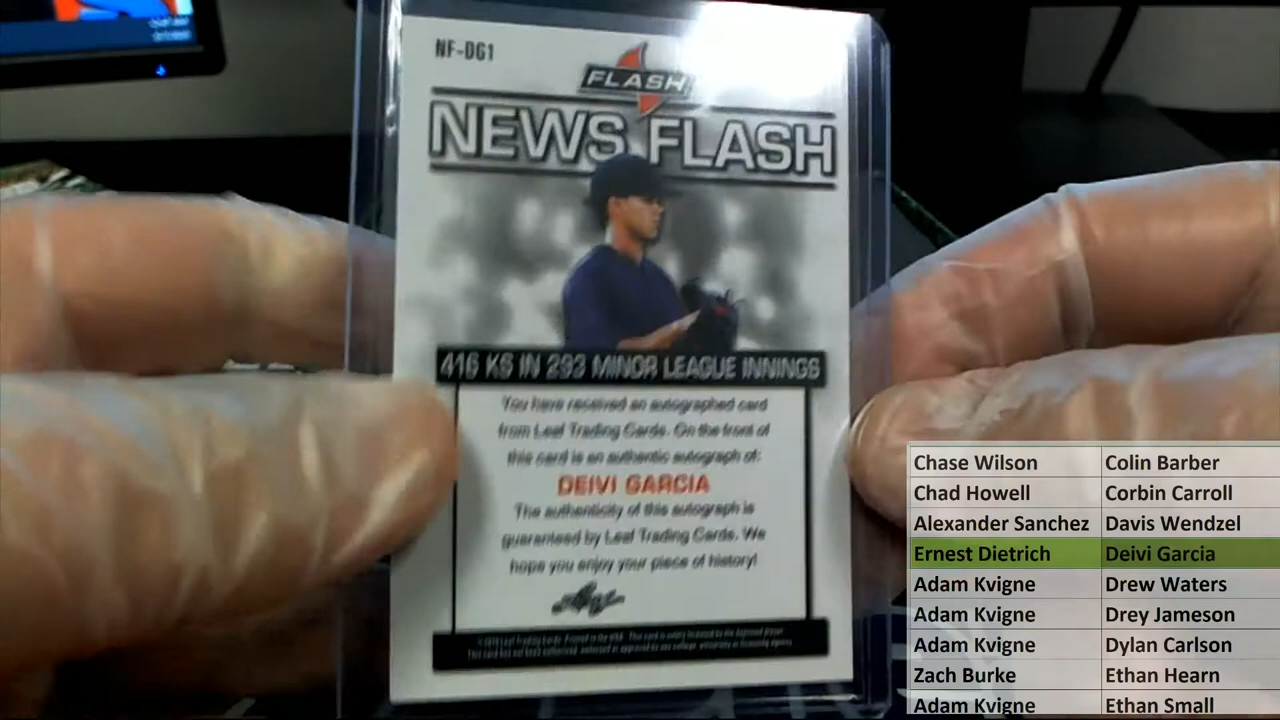 NF-DG1
FLASH
NEWS FLASH
416 KS IN 293 MINOR LEAGUE INNINGS
You have received an autographed card
from Leaf Trading Cards. On the front of
this card is an authentic autograph of:
DEIVI GARCIA
The authenticity of this autograph is
guaranteed by Leaf Trading Cards. We
hope you enjoy your piece of history!
Leaf
Chase Wilson Colin Barber
Chad Howell Corbin Carroll
Alexander Sanchez Davis Wendzel
Ernest Dietrich Deivi Garcia
Adam Kvigne Drew Waters
Adam Kvigne Drey Jameson
Adam Kvigne Dylan Carlson
Zach Burke Ethan Hearn
Adam Kvigne Ethan Small